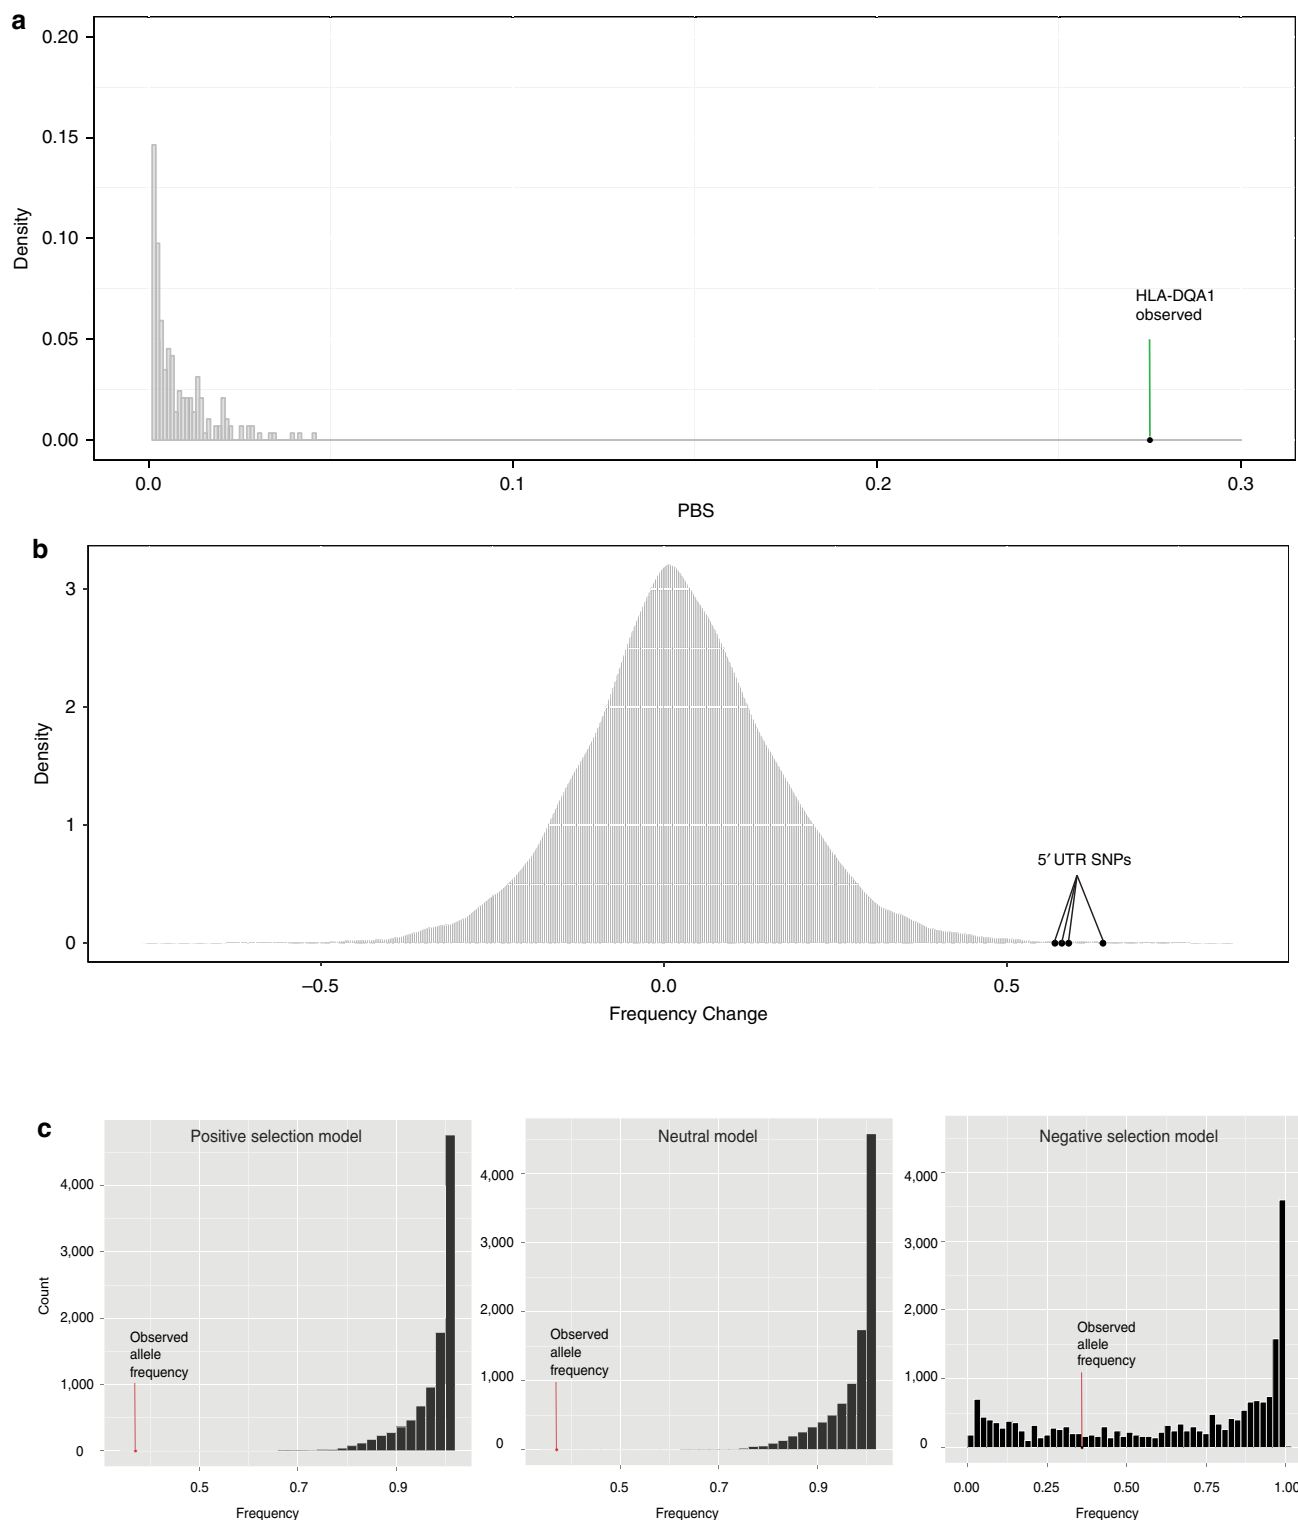 a
0.20
0.15
0.10
0.05
0.00
Density
HLA-DQA1
observed
0.0
0.1
0.2
0.3
PBS
b
3
2
1
0
Density
5′ UTR SNPs
–0.5
0.0
0.5
Frequency Change
c
Positive selection model
4,000
3,000
2,000
1,000
0
Count
Observed
allele
frequency
0.5
0.7
0.9
Frequency
Neutral model
4,000
3,000
2,000
1,000
0
Observed
allele
frequency
0.5
0.7
0.9
Frequency
Negative selection model
4,000
3,000
2,000
1,000
0
Observed
allele
frequency
0.00
0.25
0.50
0.75
1.00
Frequency